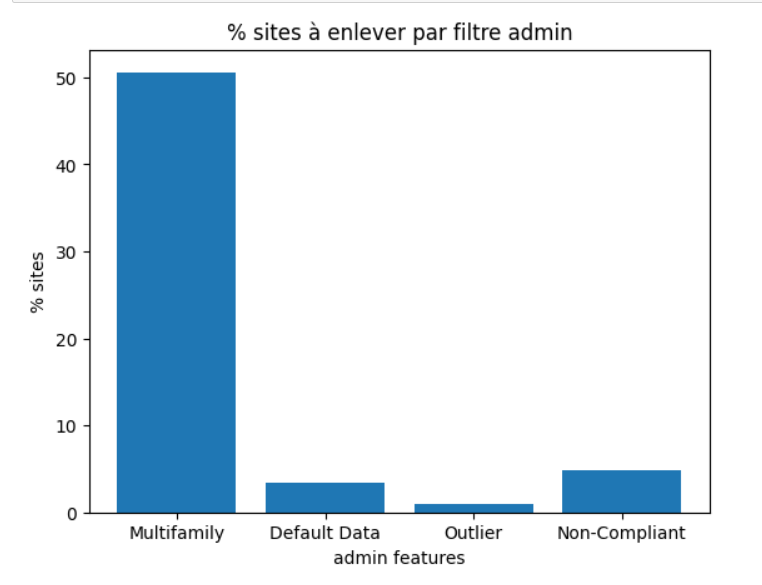 % sites à enlever par filtre admin
50
40
30
20
10
0
% sites
Multifamily Default Data Outlier Non-Compliant
admin features